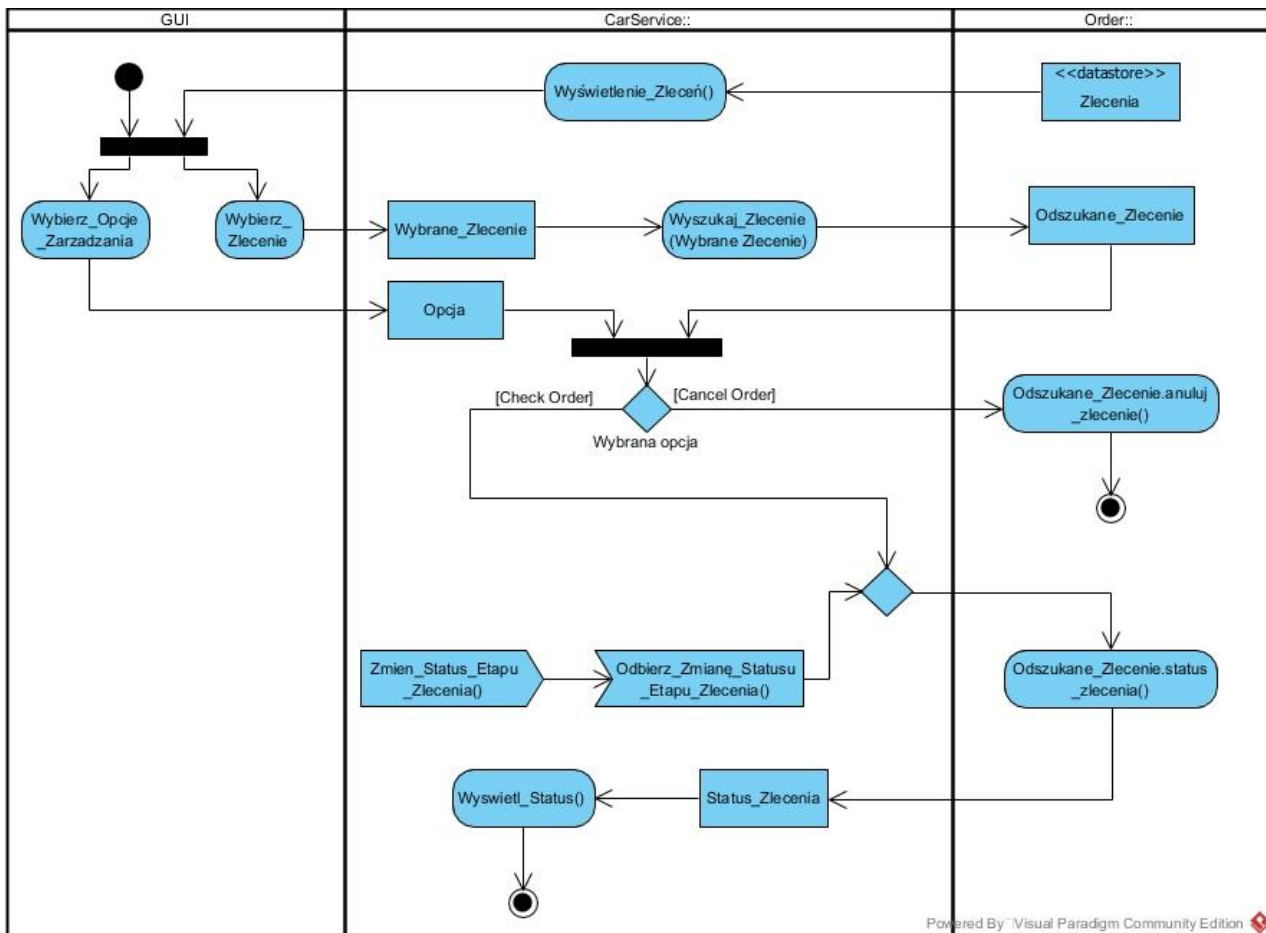 GUI
CarService::
Order::
Wyświetlenie_Zleceń()
<<datastore>>
Zlecenia
Wybierz_Opcje
_Zarzadzania
Wybierz_
Zlecenie
Wybrane_Zlecenie
Wyszukaj_Zlecenie
(Wybrane Zlecenie)
Odszukane_Zlecenie
Opcja
[Check Order]
[Cancel Order]
Wybrana opcja
Odszukane_Zlecenie.anuluj
_zlecenie()
Zmien_Status_Etapu
_Zlecenia()
Odbierz_Zmianę_Statusu
_Etapu_Zlecenia()
Odszukane_Zlecenie.status
_zlecenia()
Wyswietl_Status()
Status_Zlecenia
Powered By Visual Paradigm Community Edition